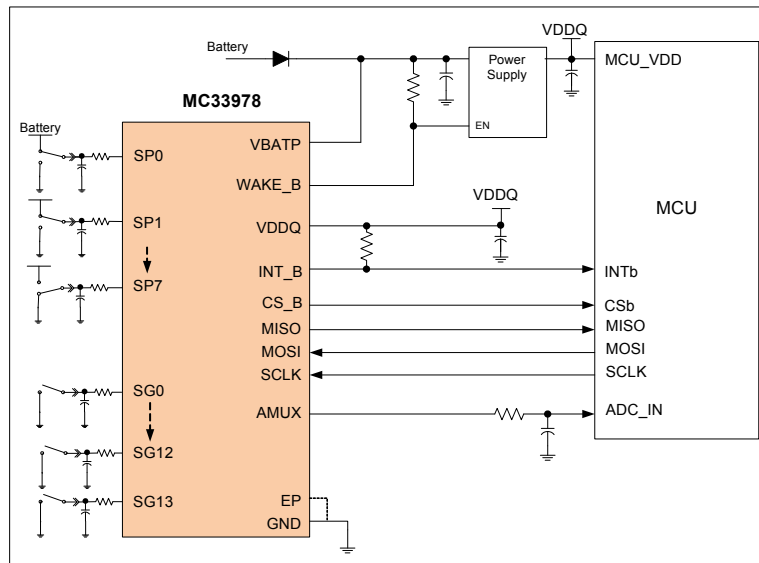 Battery
VDDQ
Power
Supply
EN
MCU_VDD
MC33978
Battery
SP0
SP1
SP7
SG0
SG12
SG13
VBATP
WAKE_B
VDDQ
INT_B
CS_B
MISO
MOSI
SCLK
AMUX
EP
GND
VDDQ
MCU
INTb
CSb
MISO
MOSI
SCLK
ADC_IN